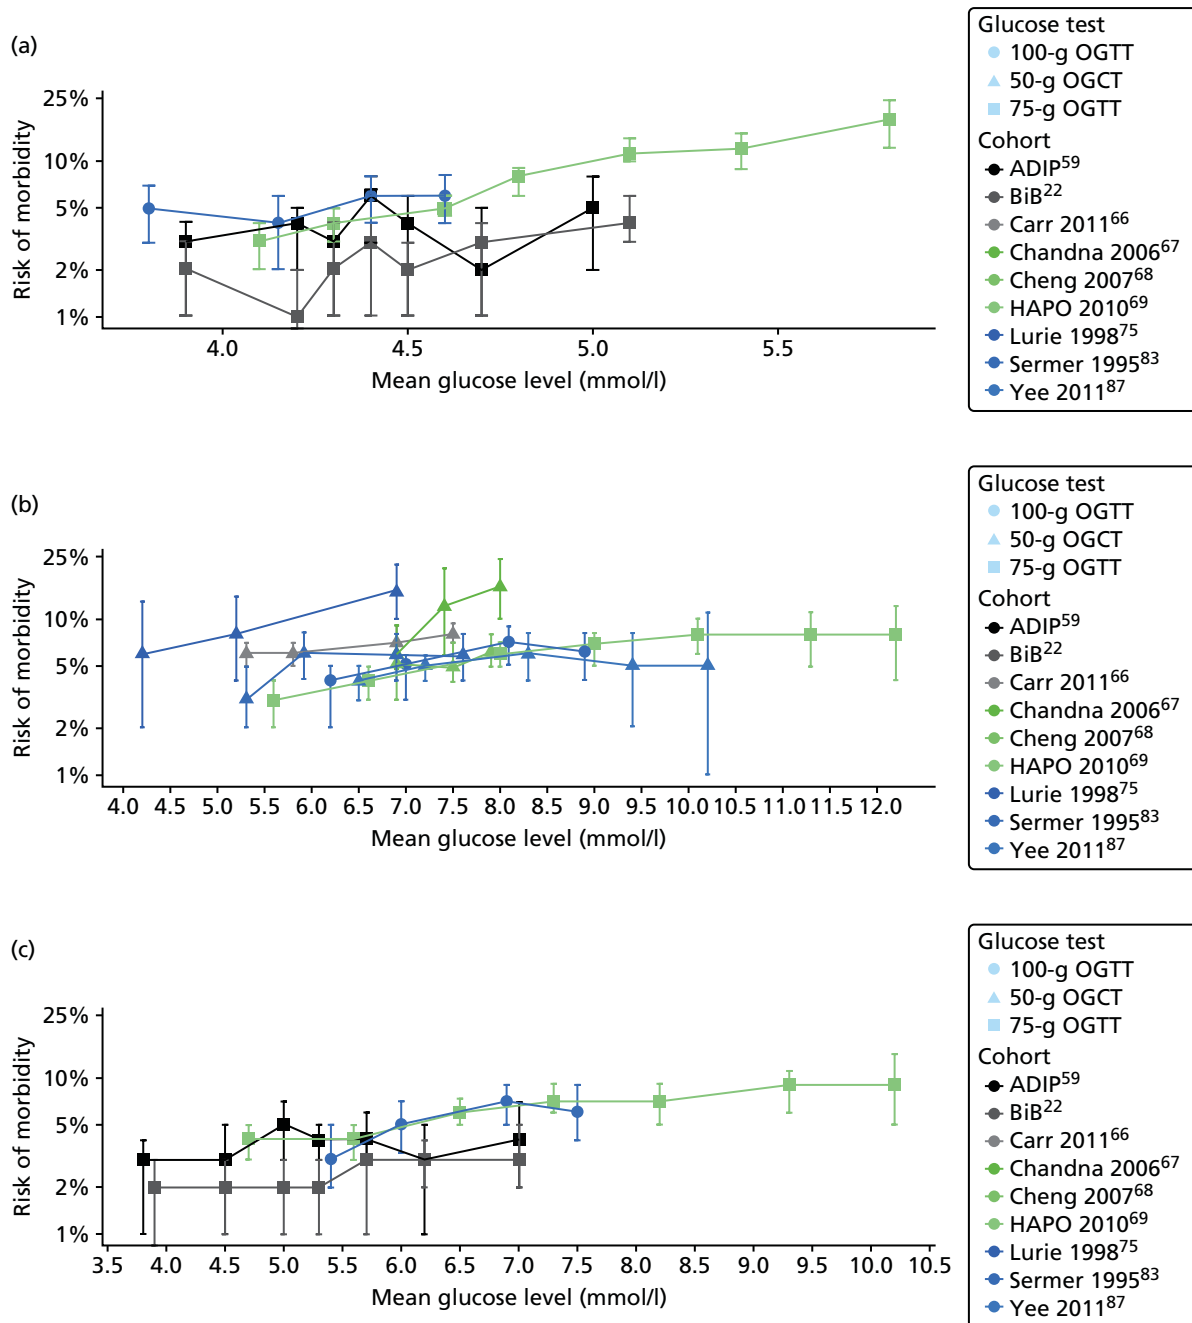 (a)
25%
10%
5%
2%
1%
Risk of morbidity
4.0 4.5 5.0 5.5
Mean glucose level (mmol/l)
Glucose test
100-g OGTT
50-g OGCT
75-g OGTT
Cohort
ADIP59
BiB22
Carr 201166
Chandna 200667
Cheng 200768
HAPO 201069
Lurie 199875
Sermer 199583
Yee 201187
(b)
25%
10%
5%
2%
1%
Risk of morbidity
4.0 4.5 5.0 5.5 6.0 6.5 7.0 7.5 8.0 8.5 9.0 9.5 10.0 10.5 11.0 11.5 12.0
Mean glucose level (mmol/l)
Glucose test
100-g OGTT
50-g OGCT
75-g OGTT
Cohort
ADIP59
BiB22
Carr 201166
Chandna 200667
Cheng 200768
HAPO 201069
Lurie 199875
Sermer 199583
Yee 201187
(c)
25%
10%
5%
2%
1%
Risk of morbidity
3.5 4.0 4.5 5.0 5.5 6.0 6.5 7.0 7.5 8.0 8.5 9.0 9.5 10.0 10.5
Mean glucose level (mmol/l)
Glucose test
100-g OGTT
50-g OGCT
75-g OGTT
Cohort
ADIP59
BiB22
Carr 201166
Chandna 200667
Cheng 200768
HAPO 201069
Lurie 199875
Sermer 199583
Yee 201187